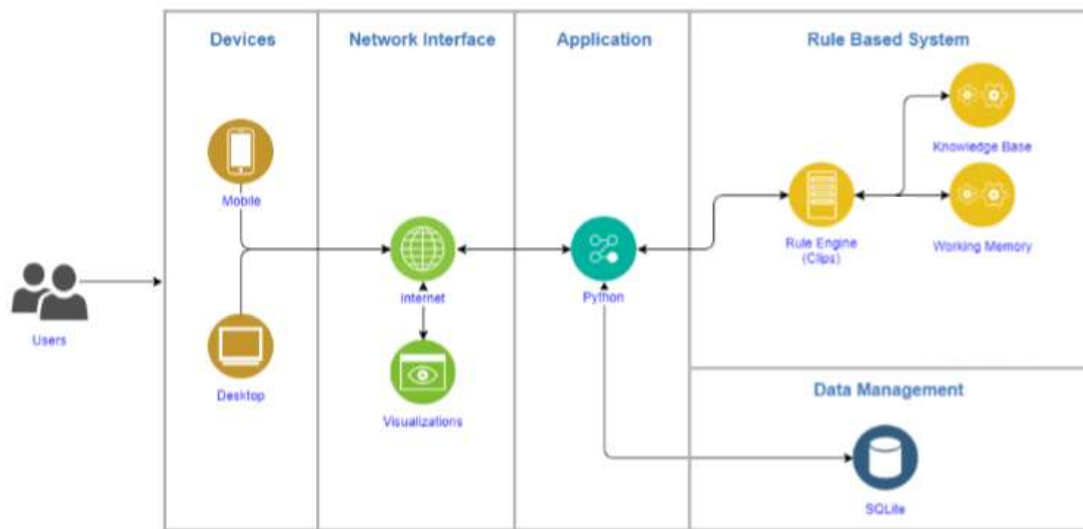 Devices
Network Interface
Application
Rule Based System
Knowledge Base
Mobile
Rule Engine
(Clips)
Working Memory
Internet
Python
Users
Desktop
Visualizations
Data Management
SQLite